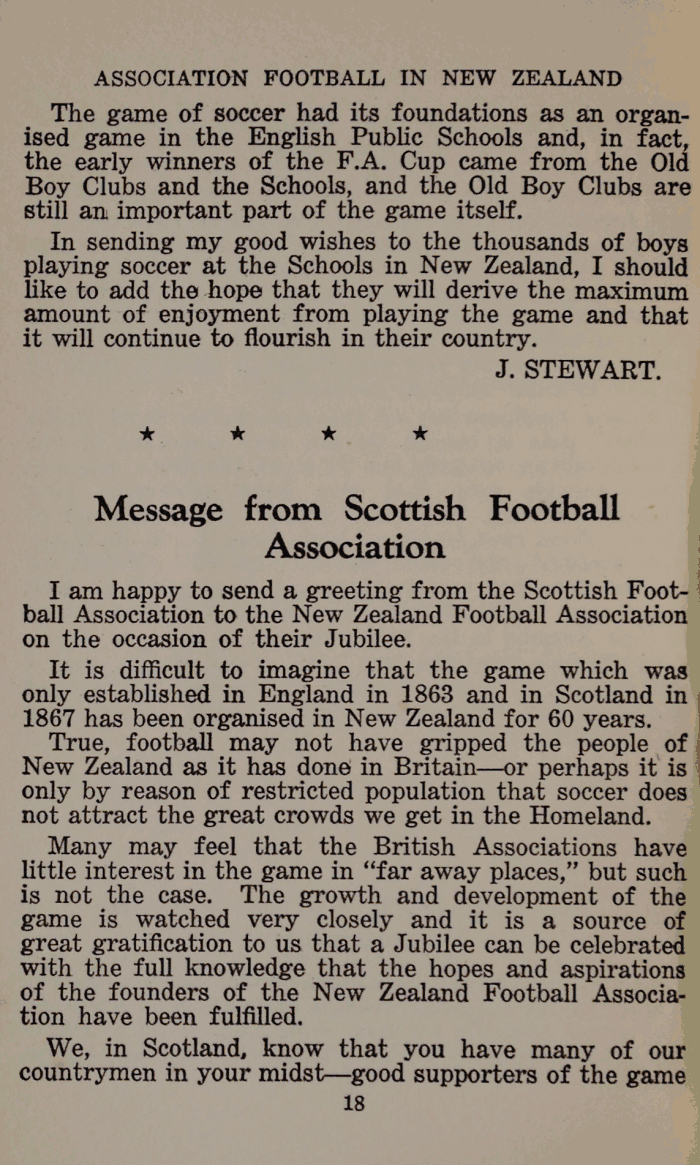 ASSOCIATION FOOTBALL IN NEW ZEALAND
The game of soccer had its foundations as an organ-
ised game in the English Public Schools and, in fact,
the early winners of the F.A. Cup came from the Old
Boy Clubs and the Schools, and the Old Boy Clubs are
still an important part of the game itself.
In sending my good wishes to the thousands of boys
playing soccer at the Schools in New Zealand, I should
like to add the hope that they will derive the maximum
amount of enjoyment from playing the game and that
it will continue to flourish in their country.
J. STEWART.
★ ★ ★ ★
Message from Scottish Football
Association
I am happy to send a greeting from the Scottish Foot-
ball Association to the New Zealand Football Association
on the occasion of their Jubilee.
It is difficult to imagine that the game which was
only established in England in 1863 and in Scotland in
1867 has been organised in New Zealand for 60 years.
True, football may not have gripped the people of
New Zealand as it has done in Britain—or perhaps it is
only by reason of restricted population that soccer does
not attract the great crowds we get in the Homeland.
Many may feel that the British Associations have
little interest in the game in "far away places," but such
is not the case. The growth and development of the
game is watched very closely and it is a source of
great gratification to us that a Jubilee can be celebrated
with the full knowledge that the hopes and aspirations
of the founders of the New Zealand Football Associa-
tion have been fulfilled.
We, in Scotland, know that you have many of our
countrymen in your midst—good supporters of the game
18